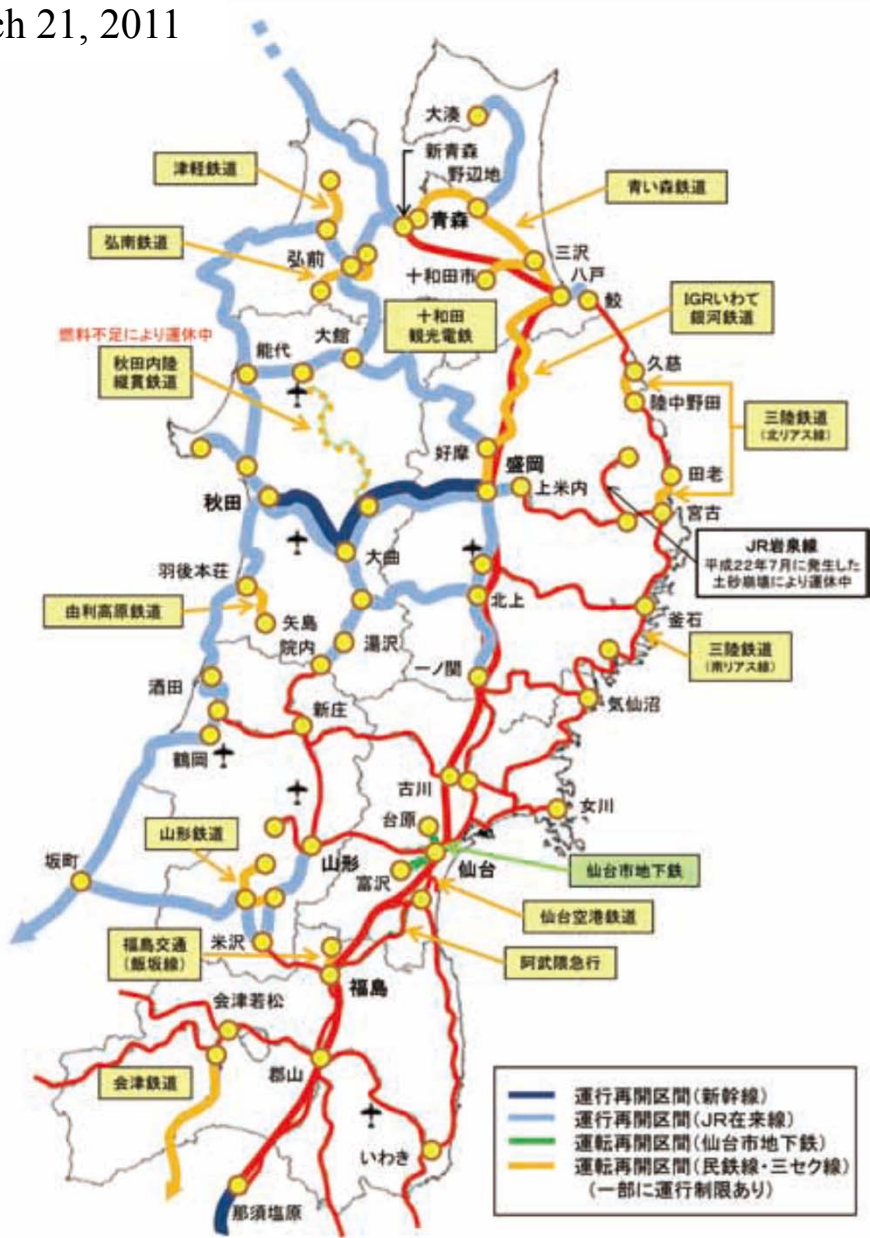 ch 21, 2011
大湊
新青森
野辺地
津軽鉄道
青い森鉄道
青森
弘南鉄道
弘前
三沢
八戸
十和田市
鮫
IGRいわて
銀河鉄道
燃料不足により運休中
大館
十和田
観光電鉄
能代
秋田内陸
縦貫鉄道
久慈
陸中野田
三陸鉄道
(北リアス線)
好摩
盛岡
田老
上米内
秋田
宮古
JR岩泉線
平成22年7月に発生した
土砂崩壊により運休中
大曲
羽後本荘
北上
由利高原鉄道
矢島
釜石
院内
湯沢
三陸鉄道
(南リアス線)
一ノ関
酒田
気仙沼
新庄
鶴岡
古川
女川
台原
山形鉄道
坂町
山形
富沢
仙台
仙台市地下鉄
仙台空港鉄道
米沢
福島交通
(飯坂線)
阿武隈急行
福島
会津若松
会津鉄道
郡山
いわき
那須塩原
運行再開区間(新幹線)
運行再開区間(JR在来線)
運転再開区間(仙台市地下鉄)
運転再開区間(民鉄線・三セク線)
(一部に運行制限あり)